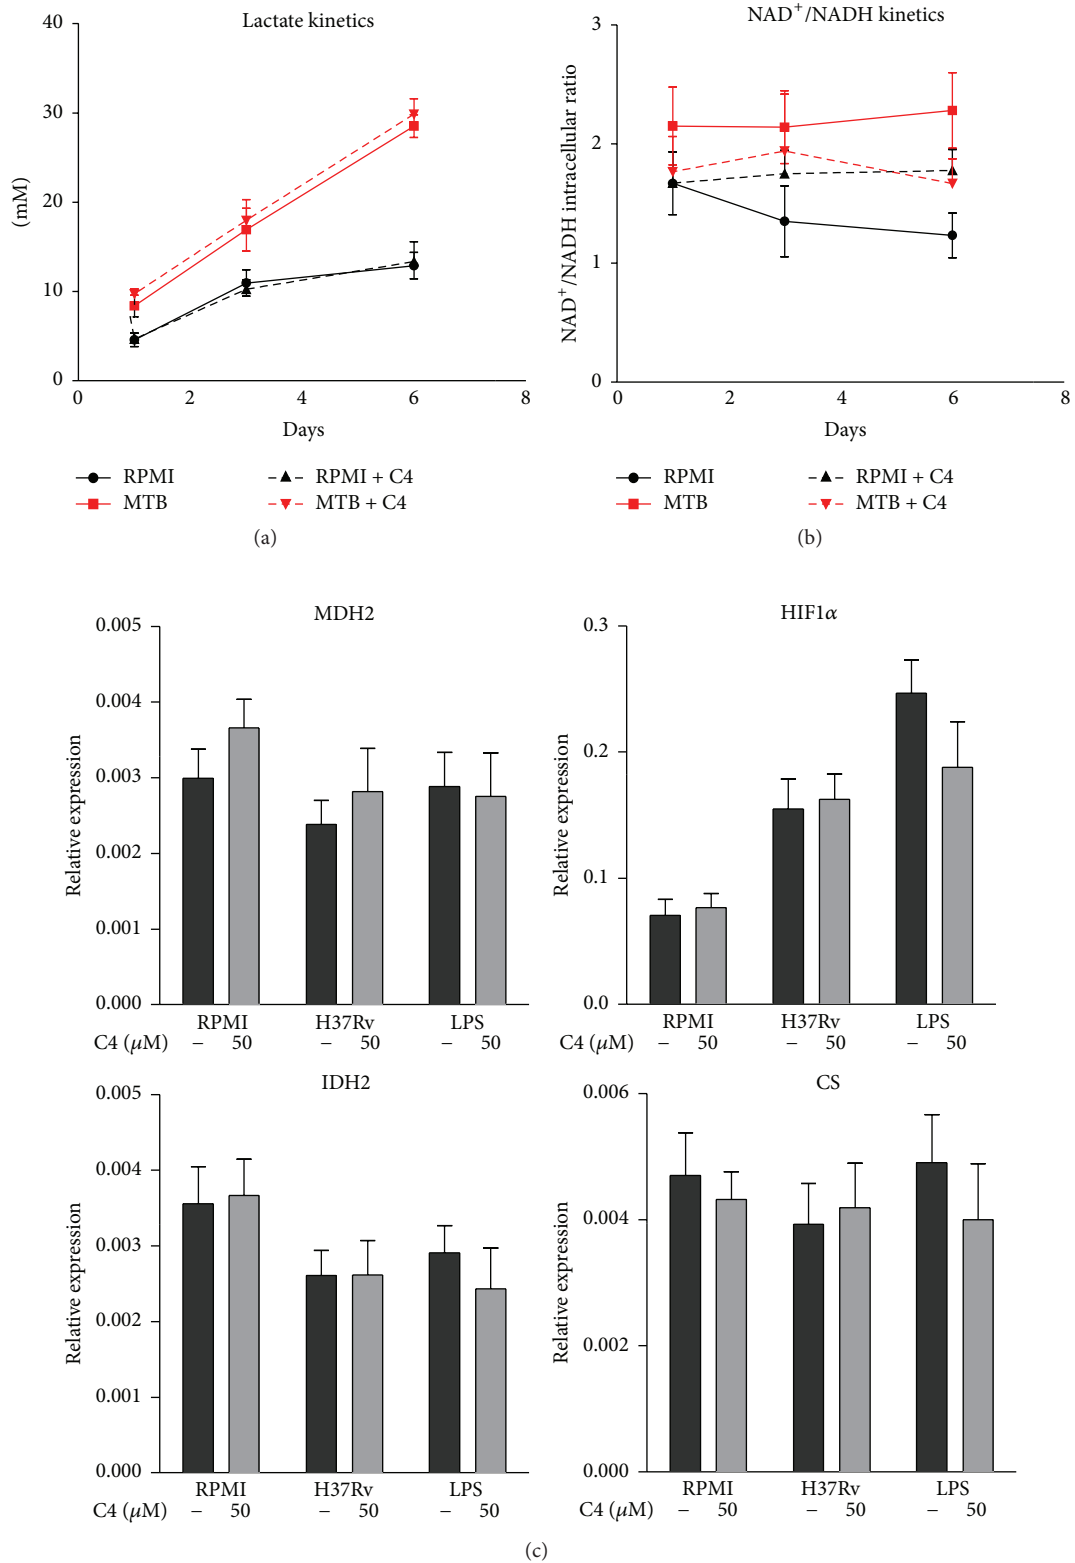 Lactate kinetics
40
30
20
10
0
(mM)
0 2 4 6 8
Days
RPMI
MTB
RPMI + C4
MTB + C4
(a)
NAD⁺/NADH kinetics
3
2
1
0
NAD⁺/NADH intracellular ratio
0 2 4 6 8
Days
RPMI
MTB
RPMI + C4
MTB + C4
(b)
MDH2
0.005
0.004
0.003
0.002
0.001
0.000
Relative expression
RPMI H37Rv LPS
C4 (μM) – 50 – 50 – 50
HIF1α
0.3
0.2
0.1
0.0
Relative expression
RPMI H37Rv LPS
C4 (μM) – 50 – 50 – 50
IDH2
0.005
0.004
0.003
0.002
0.001
0.000
Relative expression
RPMI H37Rv LPS
C4 (μM) – 50 – 50 – 50
CS
0.006
0.004
0.002
0.000
Relative expression
RPMI H37Rv LPS
C4 (μM) – 50 – 50 – 50
(c)